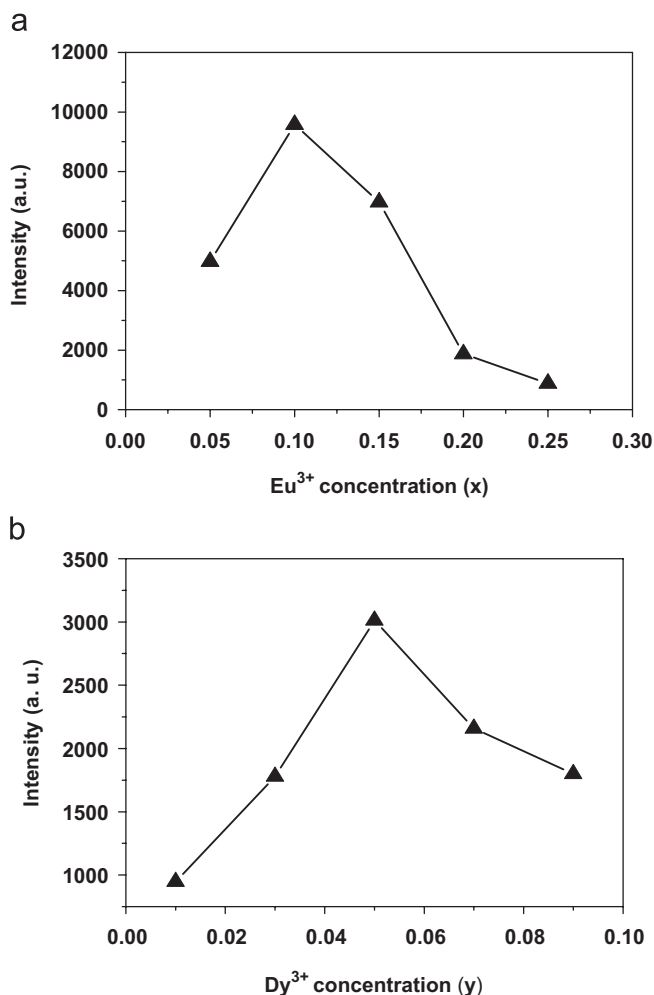 a
12000
10000
8000
6000
4000
2000
0
Intensity (a.u.)
0.00 0.05 0.10 0.15 0.20 0.25 0.30
Eu³⁺ concentration (x)
b
3500
3000
2500
2000
1500
1000
Intensity (a. u.)
0.00 0.02 0.04 0.06 0.08 0.10
Dy³⁺ concentration (y)